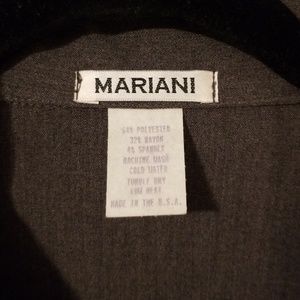 MARIANI
64% POLYESTER
32% RAYON
4% SPANDEX
MACHINE WASH
COLD WATER
TUMBLE DRY
LOW HEAT
MADE IN THE U.S.A.